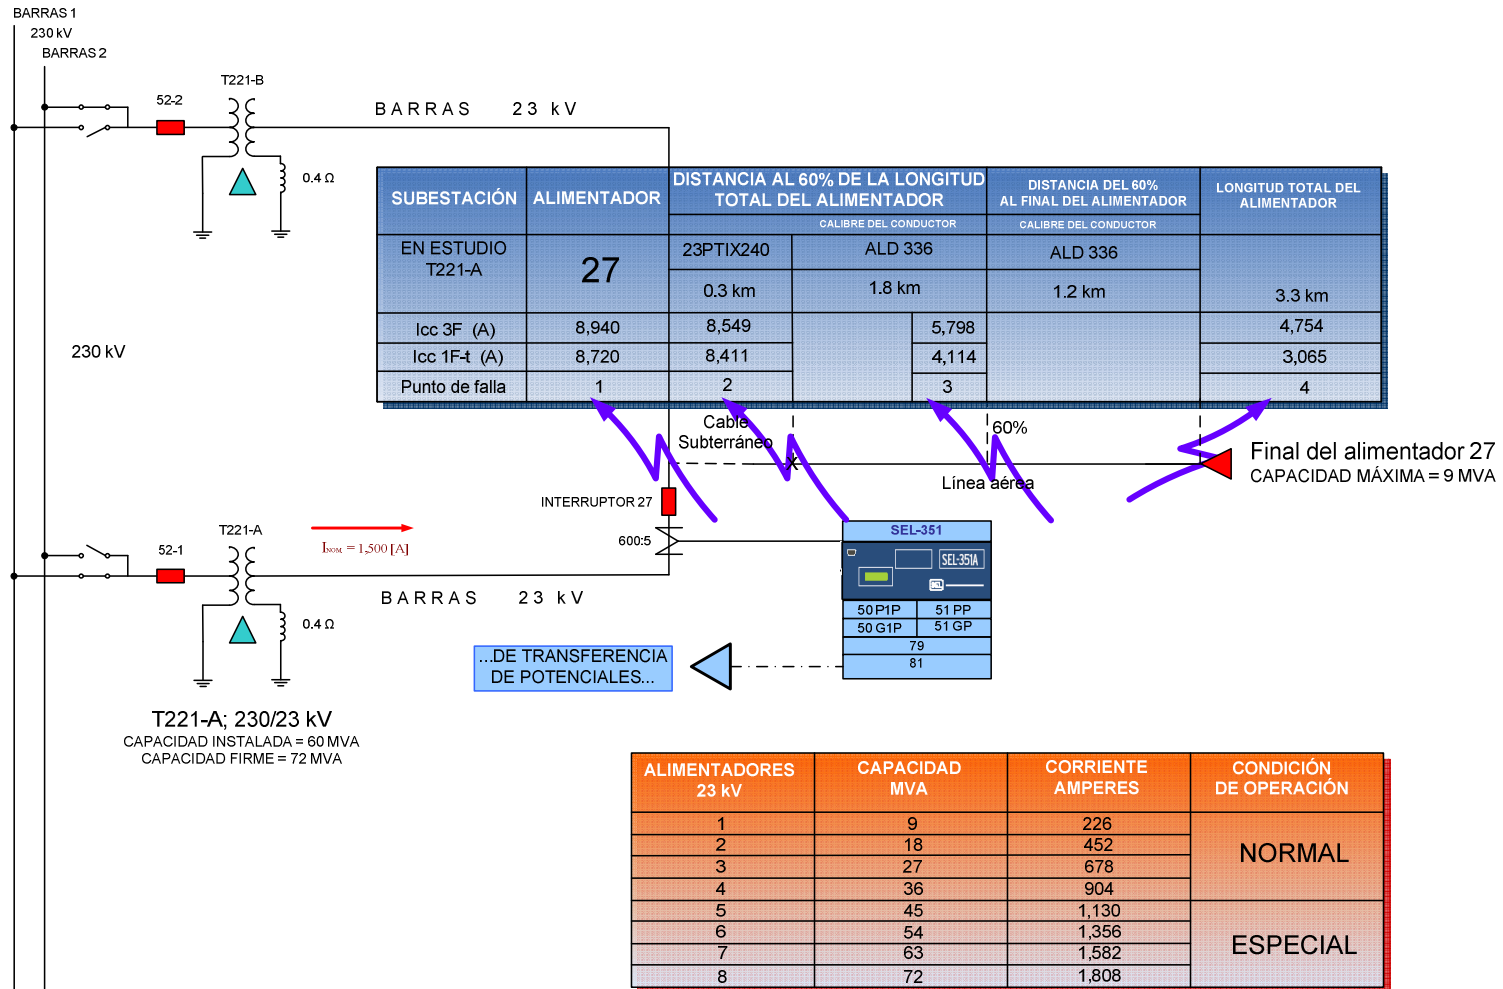 BARRAS 1
230 kV
BARRAS 2
T221-B
52-2
BARRAS 23 kV
0.4 Ω
SUBESTACIÓN
ALIMENTADOR
DISTANCIA AL 60% DE LA LONGITUD
TOTAL DEL ALIMENTADOR
CALIBRE DEL CONDUCTOR
DISTANCIA DEL 60%
AL FINAL DEL ALIMENTADOR
CALIBRE DEL CONDUCTOR
LONGITUD TOTAL DEL
ALIMENTADOR
EN ESTUDIO
T221-A
27
23PTIX240
ALD 336
ALD 336
0.3 km
1.8 km
1.2 km
3.3 km
Icc 3F (A)
8,940
8,549
5,798
4,754
Icc 1F-t (A)
8,720
8,411
4,114
3,065
Punto de falla
1
2
3
4
230 kV
Cable
Subterráneo
x
60%
Línea aérea
Final del alimentador 27
CAPACIDAD MÁXIMA = 9 MVA
INTERRUPTOR 27
600:5
T221-A
52-1
INOM. = 1,500 [A]
BARRAS 23 kV
0.4 Ω
SEL-351
SEL-351A
SEL
50 P1P
51 PP
50 G1P
51 GP
79
81
...DE TRANSFERENCIA
DE POTENCIALES...
T221-A; 230/23 kV
CAPACIDAD INSTALADA = 60 MVA
CAPACIDAD FIRME = 72 MVA
ALIMENTADORES
23 kV
CAPACIDAD
MVA
CORRIENTE
AMPERES
CONDICIÓN
DE OPERACIÓN
1
9
226
2
18
452
3
27
678
4
36
904
NORMAL
5
45
1,130
6
54
1,356
7
63
1,582
8
72
1,808
ESPECIAL